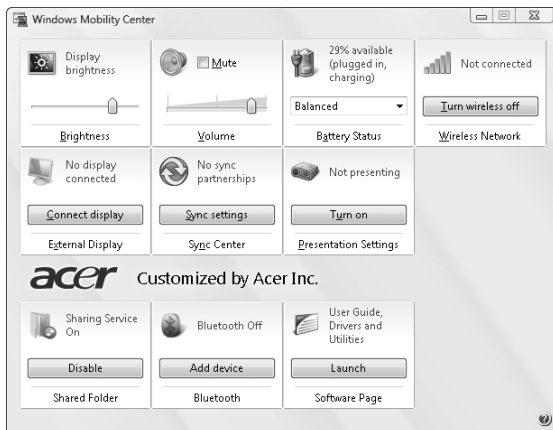 Windows Mobility Center
Display
brightness
Brightness
Mute
Volume
29% available
(plugged in,
charging)
Balanced
Battery Status
Not connected
Turn wireless off
Wireless Network
No display
connected
Connect display
External Display
No sync
partnerships
Sync settings
Sync Center
Not presenting
Turn on
Presentation Settings
acer Customized by Acer Inc.
Sharing Service
On
Disable
Shared Folder
Bluetooth Off
Add device
Bluetooth
User Guide,
Drivers and
Utilities
Launch
Software Page